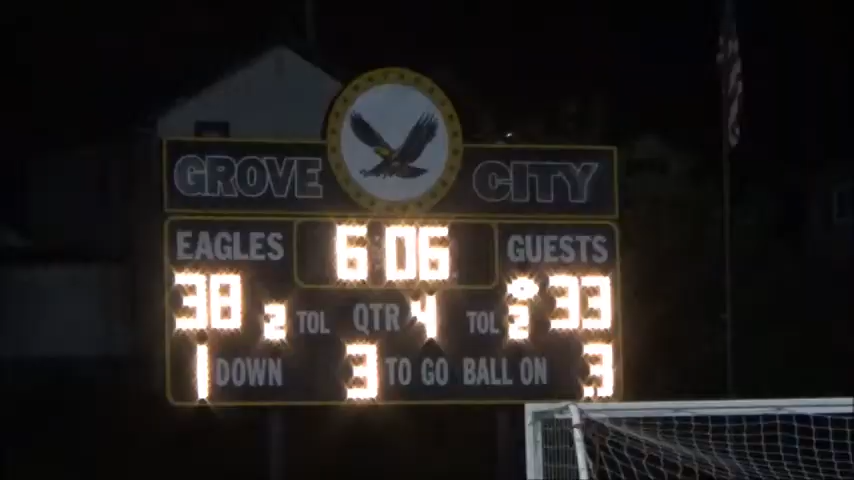 GROVE CITY
EAGLES 6 06 GUESTS
38 2 TOL QTR 4 TOL 2 33
1 DOWN 3 TO GO BALL ON 3